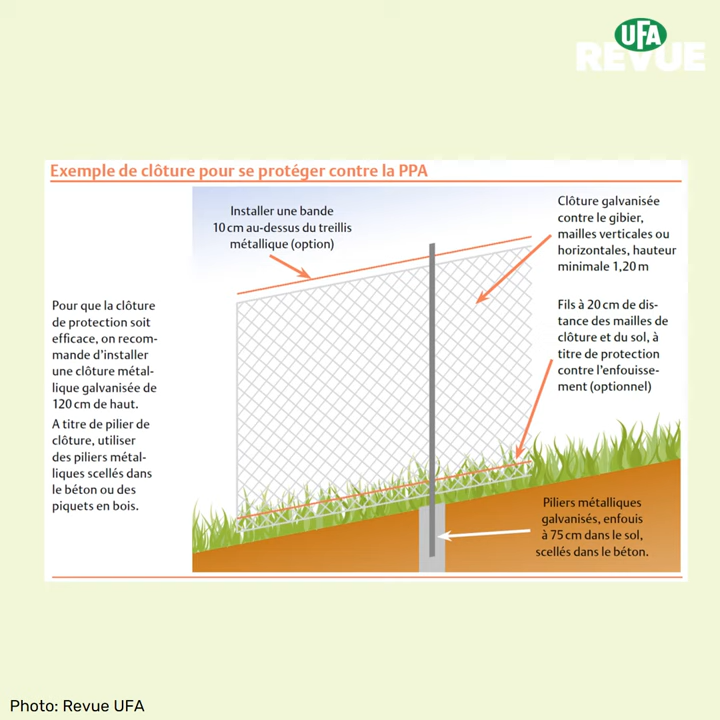 UFA
REVUE
Exemple de clôture pour se protéger contre la PPA
Installer une bande
10 cm au-dessus du treillis
métallique (option)
Clôture galvanisée
contre le gibier,
mailles verticales ou
horizontales, hauteur
minimale 1,20 m
Pour que la clôture
de protection soit
efficace, on recom-
mande d'installer
une clôture métal-
lique galvanisée de
120 cm de haut.
A titre de pilier de
clôture, utiliser
des piliers métal-
liques scellés dans
le béton ou des
piquets en bois.
Fils à 20 cm de dis-
tance des mailles de
clôture et du sol, à
titre de protection
contre l'enfouisse-
ment (optionnel)
Piliers métalliques
galvanisés, enfouis
à 75 cm dans le sol,
scellés dans le béton.
Photo: Revue UFA